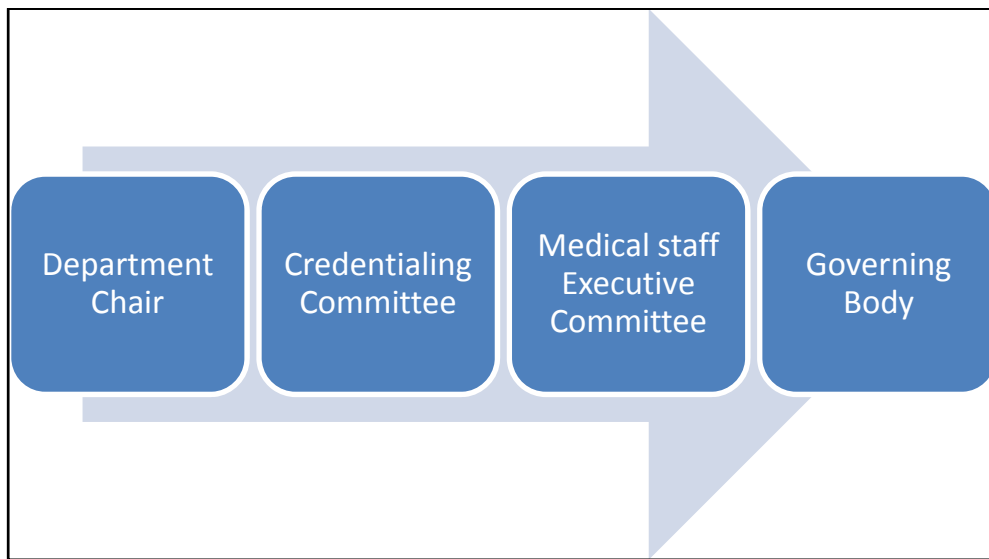 Department
Chair
Credentialing
Committee
Medical staff
Executive
Committee
Governing
Body